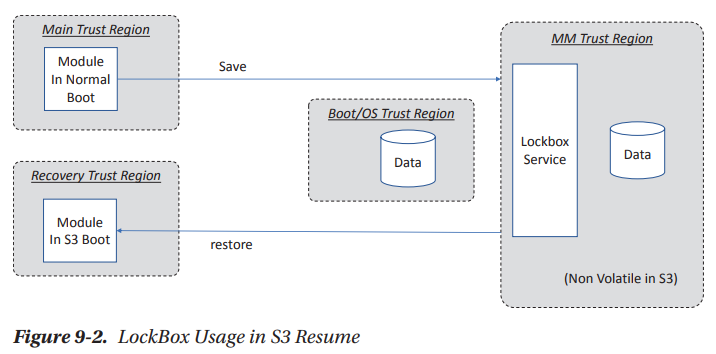 Main Trust Region
Module
In Normal
Boot
Save
MM Trust Region
Boot/OS Trust Region
Data
Lockbox
Service
Data
Recovery Trust Region
Module
In S3 Boot
restore
(Non Volatile in S3)
Figure 9-2. LockBox Usage in S3 Resume